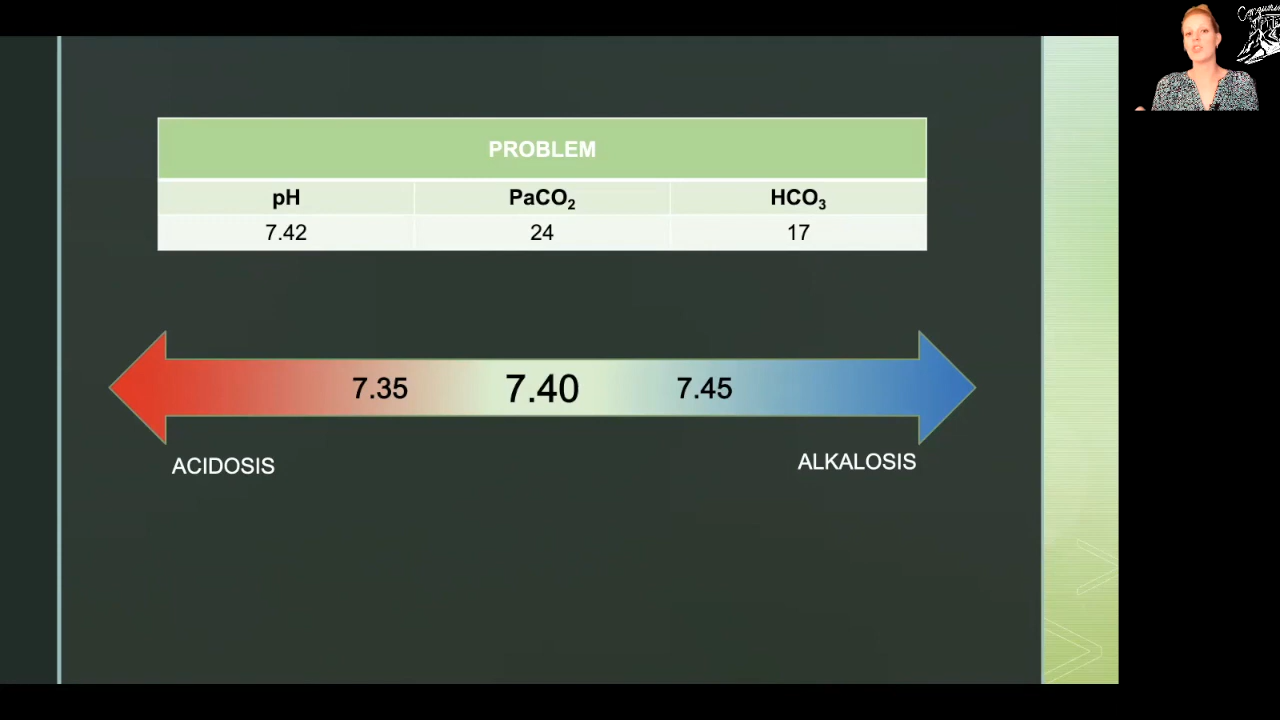 PROBLEM
pH PaCO₂ HCO₃
7.42 24 17
7.35 7.40 7.45
ACIDOSIS ALKALOSIS